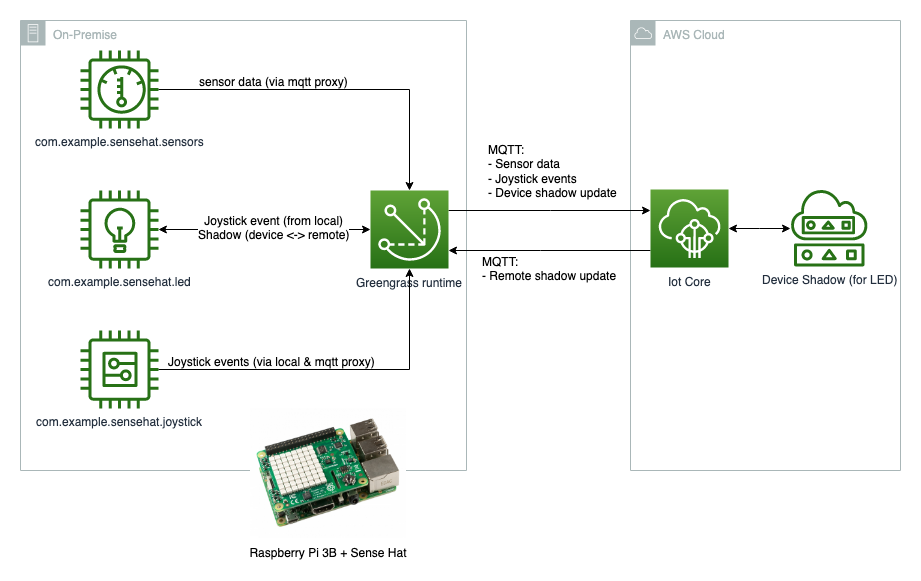 On-Premise
AWS Cloud
sensor data (via mqtt proxy)
com.example.sensehat.sensors
MQTT:
- Sensor data
- Joystick events
- Device shadow update
Joystick event (from local)
Shadow (device <-> remote)
com.example.sensehat.led
Greengrass runtime
MQTT:
- Remote shadow update
Iot Core
Device Shadow (for LED)
Joystick events (via local & mqtt proxy)
com.example.sensehat.joystick
Raspberry Pi 3B + Sense Hat